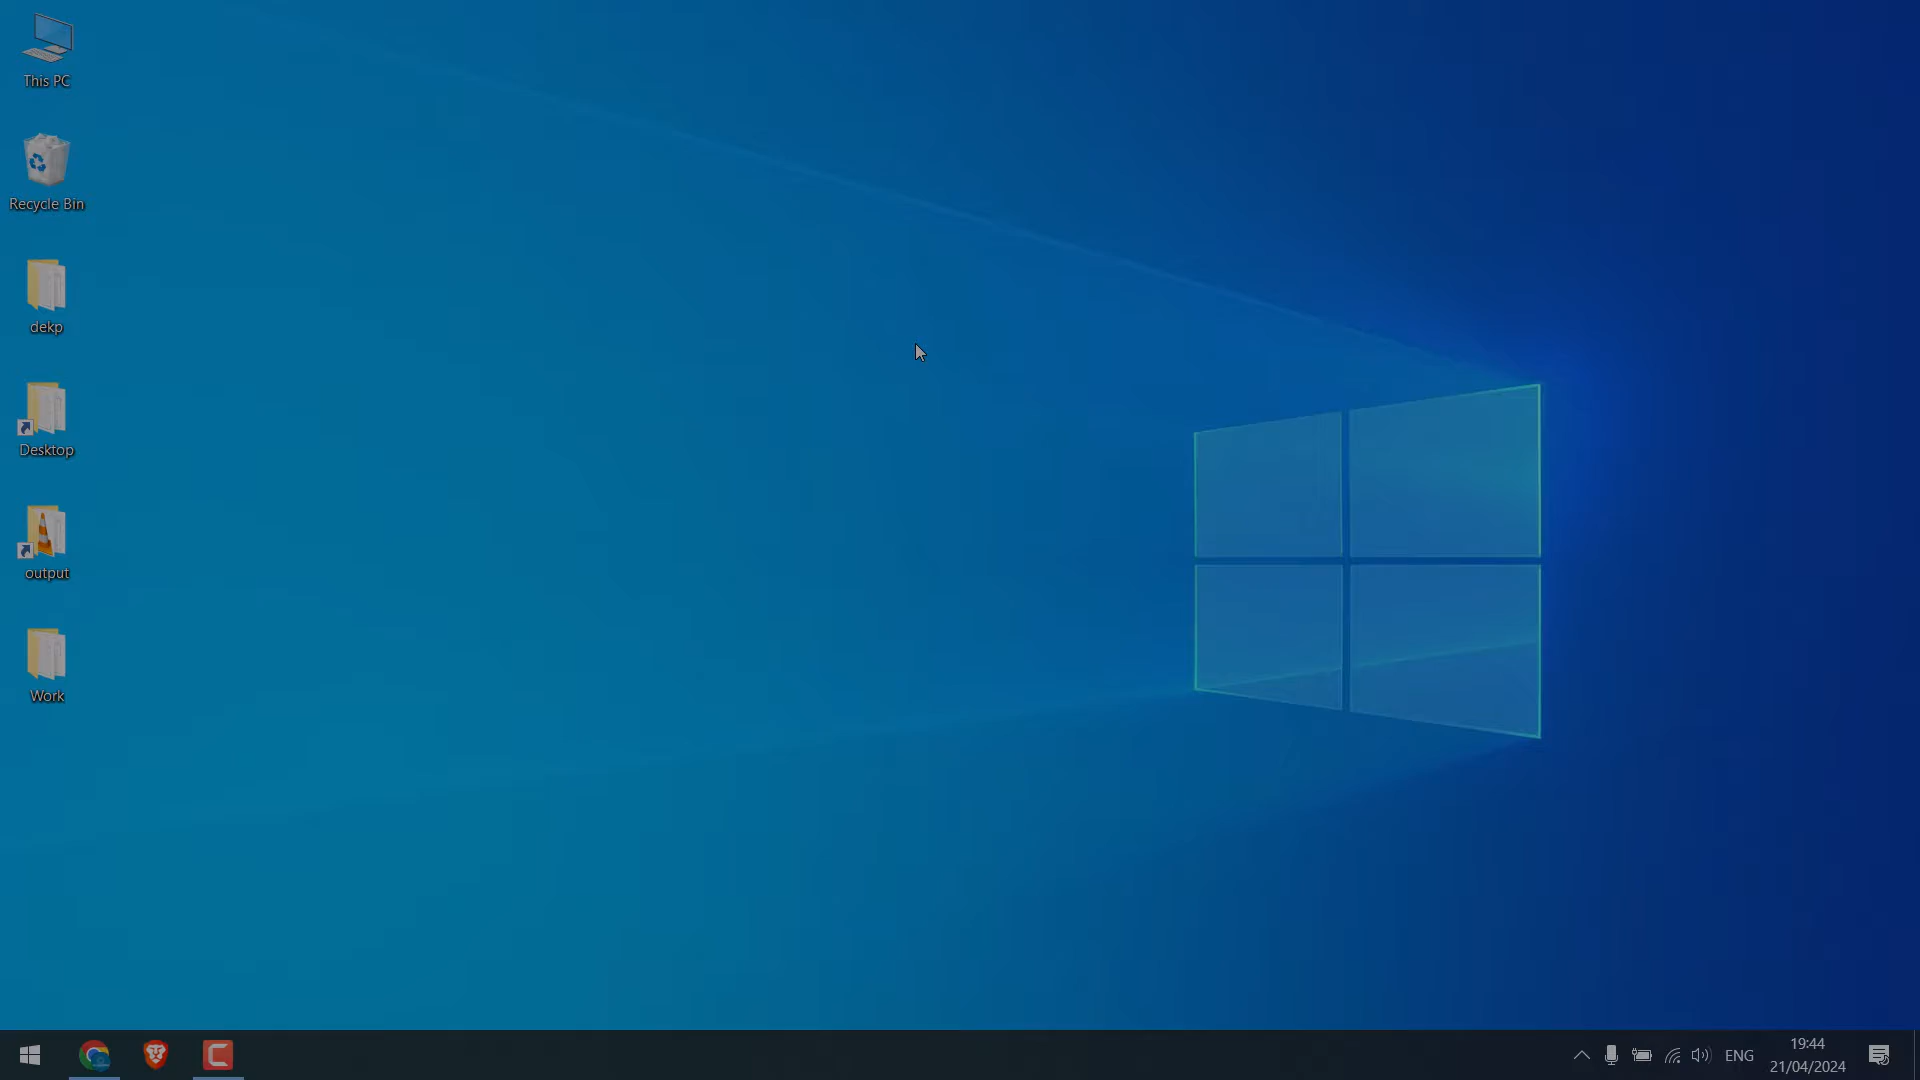 This PC
Recycle Bin
dekp
Desktop
output
Work
ENG
19:44
21/04/2024